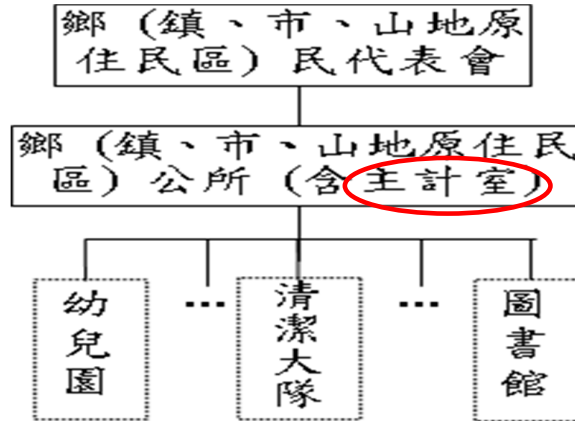 鄉（鎮、市、山地原
住民區）民代表會
鄉（鎮、市、山地原住民
區）公所（含主計室）
幼兒園
…
清潔大隊
…
圖書館